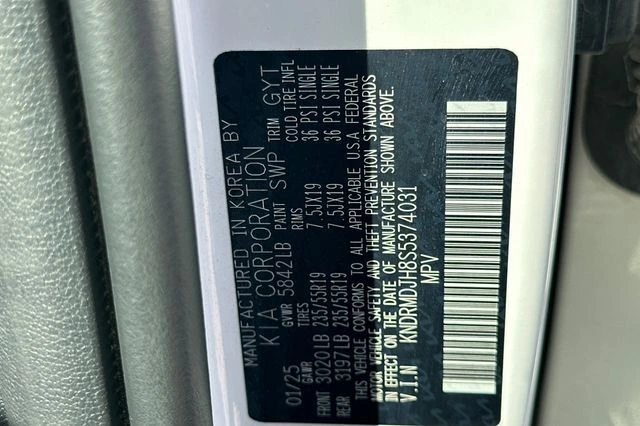 MANUFACTURED IN KOREA BY
KIA CORPORATION
GVWR 5842LB PAINT SWP TRIM GYT
01/25 GAWR TIRES RIMS COLD TIRE INFL
FRONT 3020LB 235/55R19 7.5JX19 36 PSI SINGLE
REAR 3197LB 235/55R19 7.5JX19 36 PSI SINGLE
THIS VEHICLE CONFORMS TO ALL APPLICABLE U.S.A FEDERAL
MOTOR VEHICLE SAFETY AND THEFT PREVENTION STANDARDS
IN EFFECT ON THE DATE OF MANUFACTURE SHOWN ABOVE.
V.I.N KNDRMDJH8S5374031
MPV